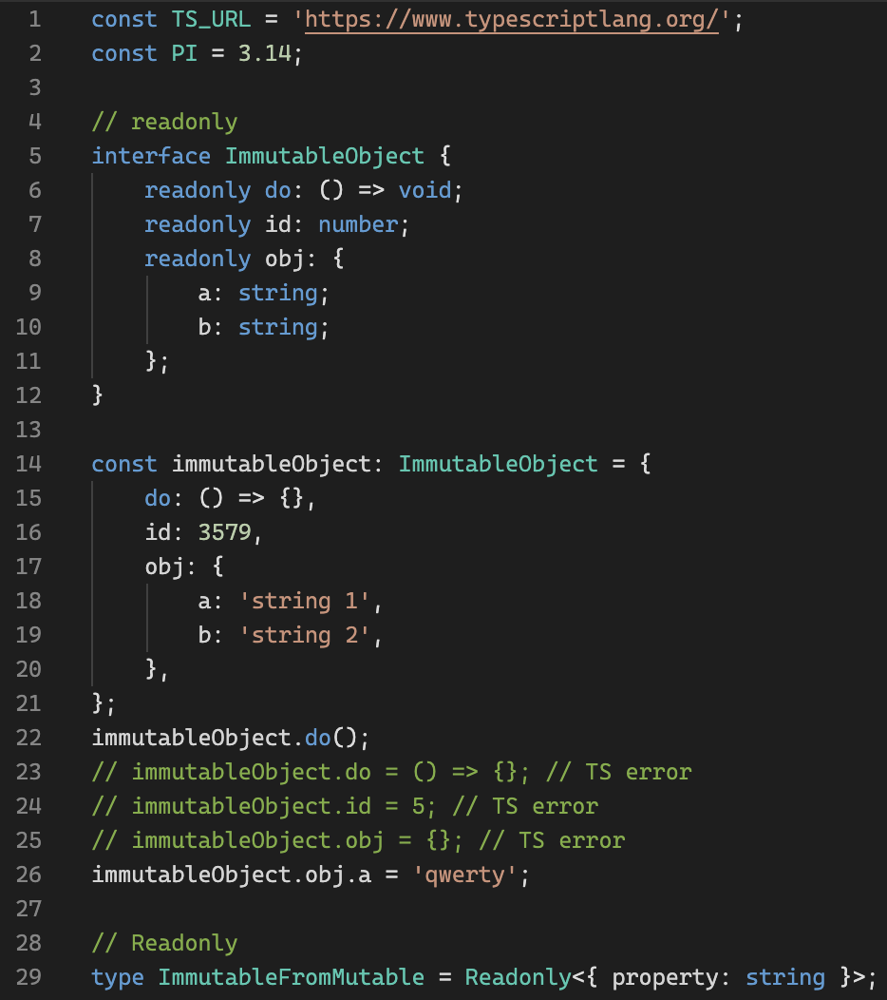 1 const TS_URL = 'https://www.typescriptlang.org/';
2 const PI = 3.14;
3
4 // readonly
5 interface ImmutableObject {
6     readonly do: () => void;
7     readonly id: number;
8     readonly obj: {
9         a: string;
10         b: string;
11     };
12 }
13
14 const immutableObject: ImmutableObject = {
15     do: () => {},
16     id: 3579,
17     obj: {
18         a: 'string 1',
19         b: 'string 2',
20     },
21 };
22 immutableObject.do();
23 // immutableObject.do = () => {}; // TS error
24 // immutableObject.id = 5; // TS error
25 // immutableObject.obj = {}; // TS error
26 immutableObject.obj.a = 'qwerty';
27
28 // Readonly
29 type ImmutableFromMutable = Readonly<{ property: string }>;